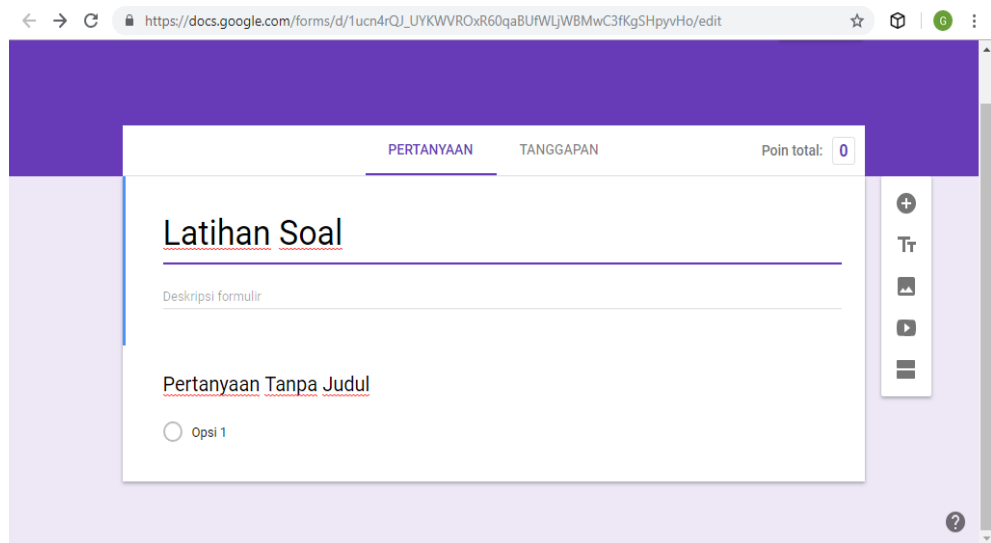 https://docs.google.com/forms/d/1ucn4rQJ_UYKWVROxR60qaBUfWLjWBMwC3fKgSHpyvHo/edit
G
PERTANYAAN TANGGAPAN Poin total: 0
Latihan Soal
Tт
Deskripsi formulir
Pertanyaan Tanpa Judul
Opsi 1
?